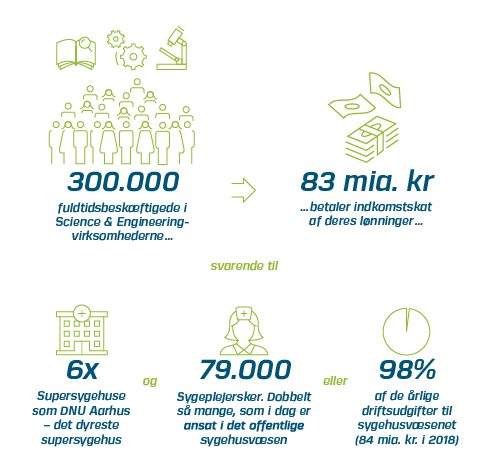 300.000
fuldtidsbeskæftigede i
Science & Engineering-
virksomhederne...
83 mia. kr
...betaler indkomstskat
af deres lønninger...
svarende til
6x
Supersygehuse
som DNU Aarhus
– det dyreste
supersygehus
og
79.000
Sygeplejersker. Dobbelt
så mange, som i dag er
ansat i det offentlige
sygehusvæsen
eller
98%
af de årlige
driftsudgifter til
sygehusvæsenet
(84 mia. kr. i 2018)